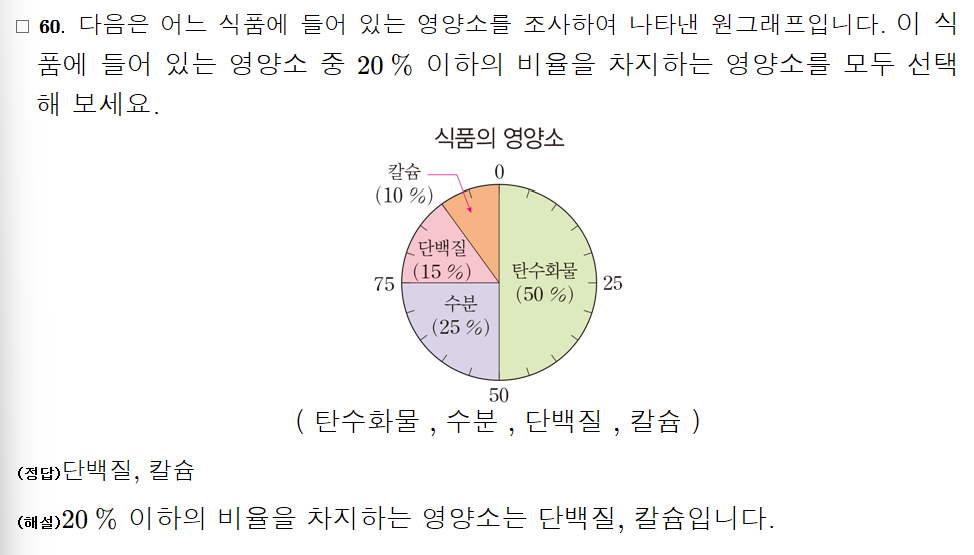 □ 60. 다음은 어느 식품에 들어 있는 영양소를 조사하여 나타낸 원그래프입니다. 이 식
품에 들어 있는 영양소 중 20 % 이하의 비율을 차지하는 영양소를 모두 선택
해 보세요.
식품의 영양소
칼슘
(10 %)
0
단백질
(15 %)
탄수화물
(50 %)
75
25
수분
(25 %)
50
( 탄수화물 , 수분 , 단백질 , 칼슘 )
(정답)단백질, 칼슘
(해설)20 % 이하의 비율을 차지하는 영양소는 단백질, 칼슘입니다.